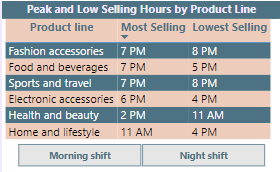 Peak and Low Selling Hours by Product Line
Product line Most Selling Lowest Selling
Fashion accessories 7 PM 8 PM
Food and beverages 7 PM 5 PM
Sports and travel 7 PM 8 PM
Electronic accessories 6 PM 4 PM
Health and beauty 2 PM 11 AM
Home and lifestyle 11 AM 4 PM
Morning shift Night shift